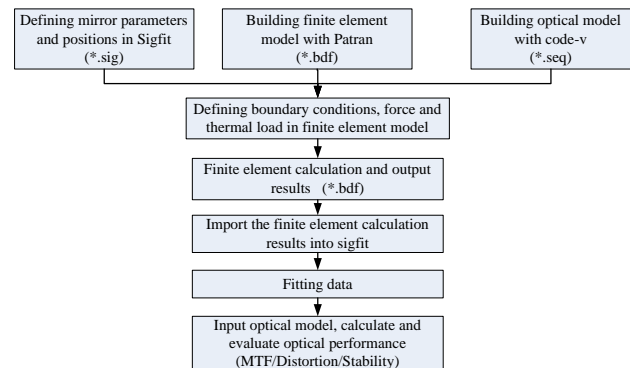 Defining mirror parameters
and positions in Sigfit
(*.sig)
Building finite element
model with Patran
(*.bdf)
Building optical model
with code-v
(*.seq)
Defining boundary conditions, force and
thermal load in finite element model
Finite element calculation and output
results (*.bdf)
Import the finite element calculation
results into sigfit
Fitting data
Input optical model, calculate and
evaluate optical performance
(MTF/Distortion/Stability)